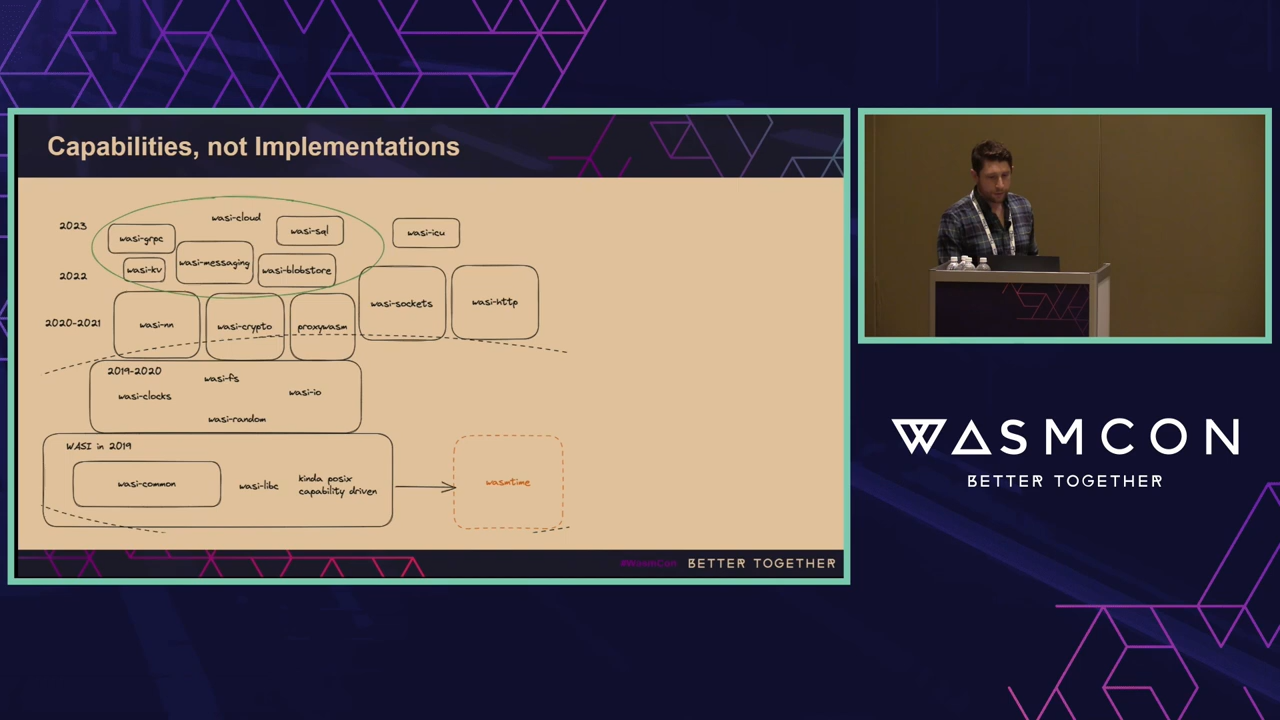 Capabilities, not Implementations
2023
wasi-cloud
wasi-sql
wasi-icu
wasi-grpc
wasi-messaging
2022
wasi-kv
wasi-blobstore
wasi-sockets
wasi-http
2020-2021
wasi-nn
wasi-crypto
proxywasm
2019-2020
wasi-fs
wasi-clocks
wasi-io
wasi-random
WASI in 2019
wasi-common
wasi-libc
kinda posix
capability driven
wasmtime
#WasmCon
BETTER TOGETHER
WASMCON
BETTER TOGETHER